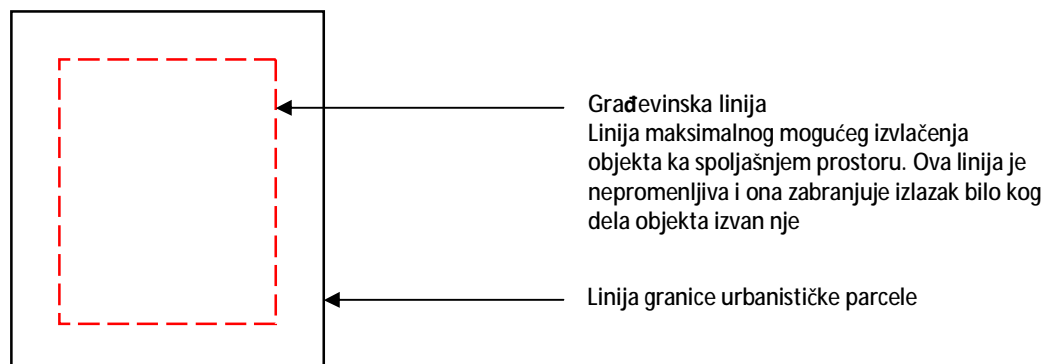 Građevinska linija
Linija maksimalnog mogućeg izvlačenja
objekta ka spoljašnjem prostoru. Ova linija je
nepromenljiva i ona zabranjuje izlazak bilo kog
dela objekta izvan nje
Linija granice urbanističke parcele